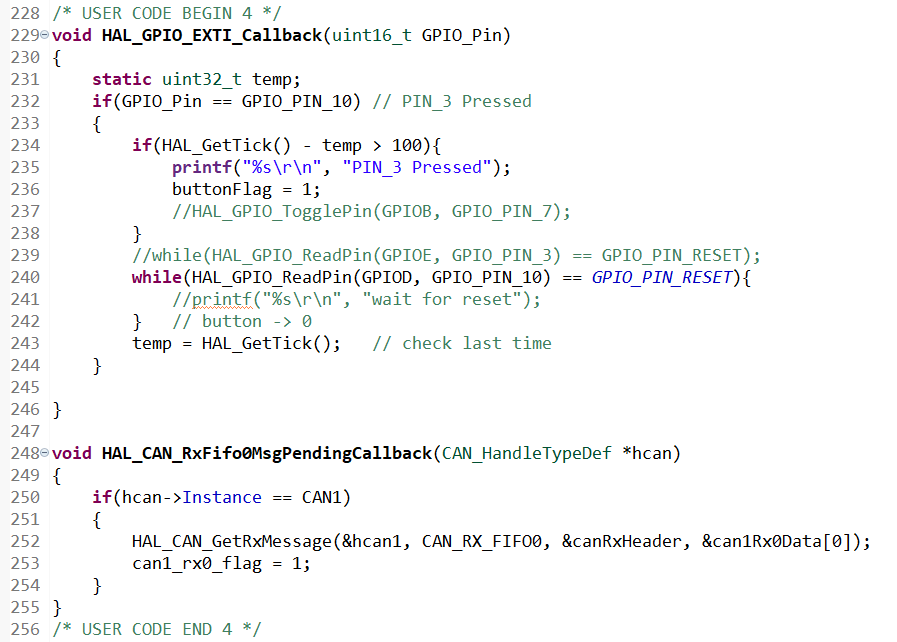 228 /* USER CODE BEGIN 4 */
229 void HAL_GPIO_EXTI_Callback(uint16_t GPIO_Pin)
230 {
231     static uint32_t temp;
232     if(GPIO_Pin == GPIO_PIN_10) // PIN_3 Pressed
233     {
234         if(HAL_GetTick() - temp > 100){
235             printf("%s\r\n", "PIN_3 Pressed");
236             buttonFlag = 1;
237             //HAL_GPIO_TogglePin(GPIOB, GPIO_PIN_7);
238         }
239         //while(HAL_GPIO_ReadPin(GPIOE, GPIO_PIN_3) == GPIO_PIN_RESET);
240         while(HAL_GPIO_ReadPin(GPIOD, GPIO_PIN_10) == GPIO_PIN_RESET){
241             //printf("%s\r\n", "wait for reset");
242         }   // button -> 0
243         temp = HAL_GetTick();   // check last time
244     }
245
246 }
247
248 void HAL_CAN_RxFifo0MsgPendingCallback(CAN_HandleTypeDef *hcan)
249 {
250     if(hcan->Instance == CAN1)
251     {
252         HAL_CAN_GetRxMessage(&hcan1, CAN_RX_FIFO0, &canRxHeader, &can1Rx0Data[0]);
253         can1_rx0_flag = 1;
254     }
255 }
256 /* USER CODE END 4 */